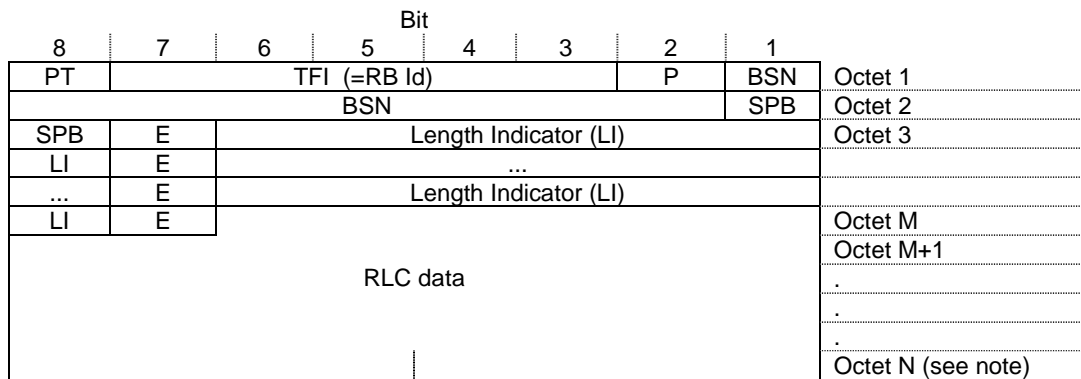 Bit
8 7 6 5 4 3 2 1
PT TFI (=RB Id) P BSN Octet 1
BSN SPB Octet 2
SPB E Length Indicator (LI) Octet 3
LI E ...
... E Length Indicator (LI)
LI E Octet M
Octet M+1
RLC data .
.
.
Octet N (see note)